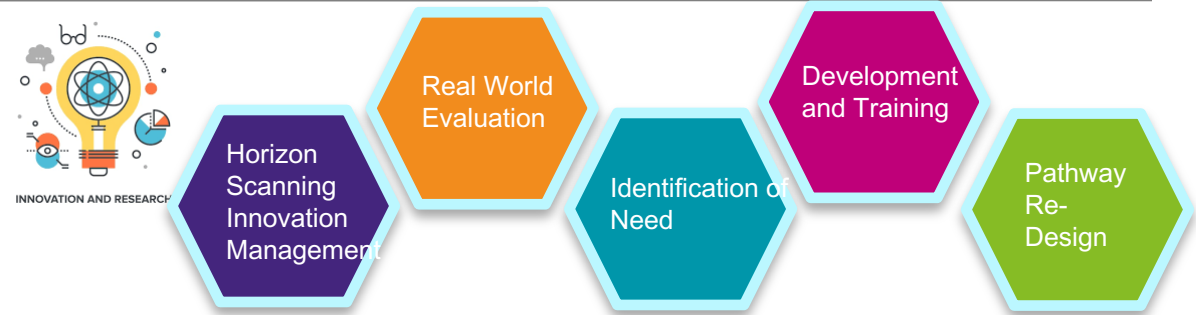 INNOVATION AND RESEARCH
Horizon
Scanning
Innovation
Management
Real World
Evaluation
Identification of
Need
Development
and Training
Pathway
Re-
Design